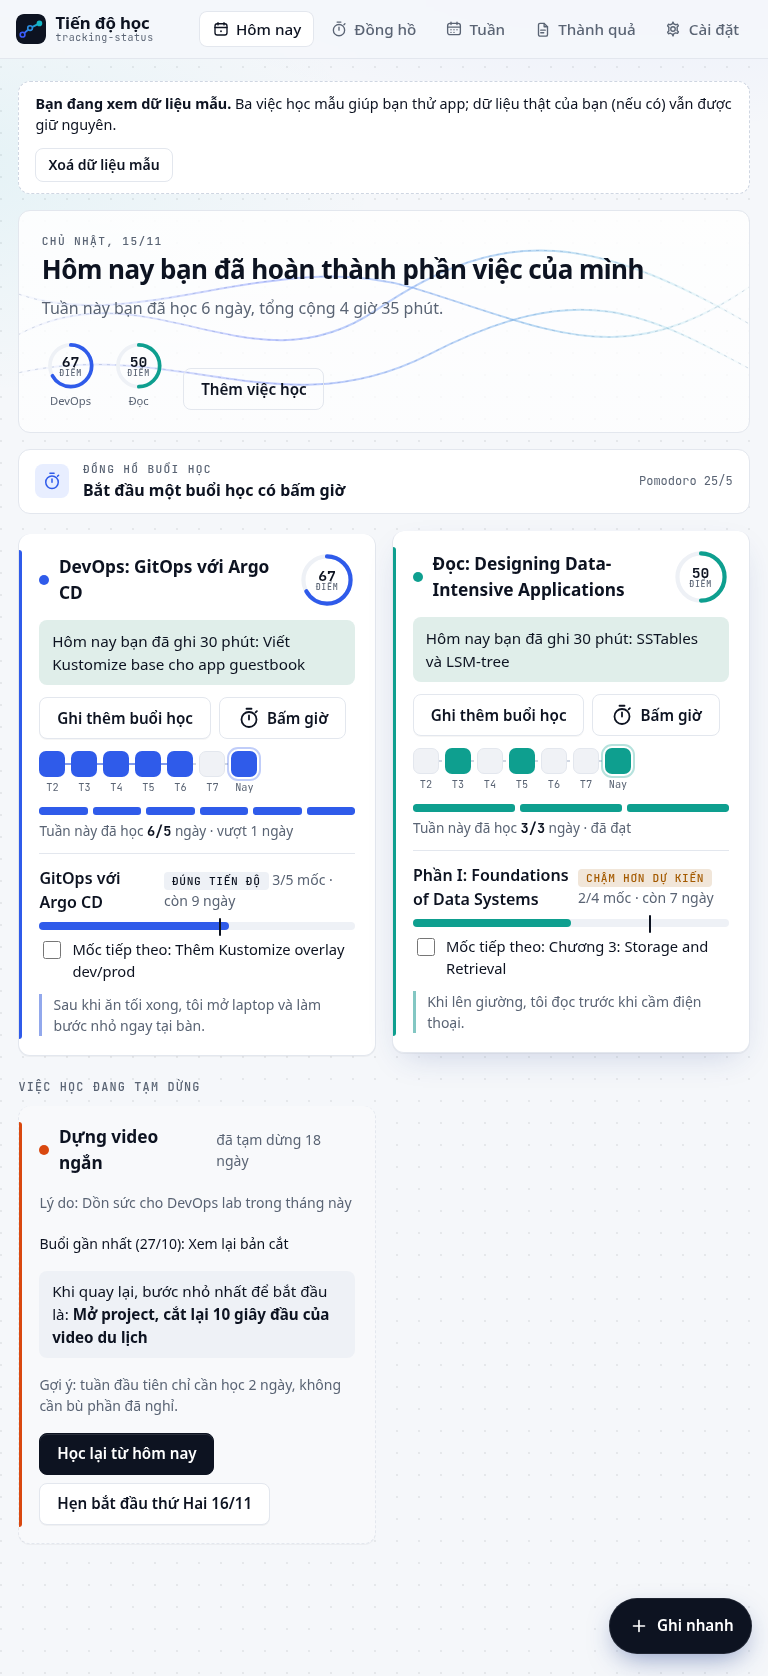 Tiến độ học
tracking-status
Hôm nay
Đồng hồ
Tuần
Thành quả
Cài đặt
Bạn đang xem dữ liệu mẫu. Ba việc học mẫu giúp bạn thử app; dữ liệu thật của bạn (nếu có) vẫn được
giữ nguyên.
Xoá dữ liệu mẫu
CHỦ NHẬT, 15/11
Hôm nay bạn đã hoàn thành phần việc của mình
Tuần này bạn đã học 6 ngày, tổng cộng 4 giờ 35 phút.
67
ĐIỂM
DevOps
50
ĐIỂM
Đọc
Thêm việc học
ĐỒNG HỒ BUỔI HỌC
Bắt đầu một buổi học có bấm giờ
Pomodoro 25/5
DevOps: GitOps với Argo
CD
67
ĐIỂM
Hôm nay bạn đã ghi 30 phút: Viết
Kustomize base cho app guestbook
Ghi thêm buổi học
Bấm giờ
T2 T3 T4 T5 T6 T7 Nay
Tuần này đã học 6/5 ngày · vượt 1 ngày
GitOps với
Argo CD
ĐÚNG TIẾN ĐỘ 3/5 mốc ·
còn 9 ngày
Mốc tiếp theo: Thêm Kustomize overlay
dev/prod
Sau khi ăn tối xong, tôi mở laptop và làm
bước nhỏ ngay tại bàn.
Đọc: Designing Data-
Intensive Applications
50
ĐIỂM
Hôm nay bạn đã ghi 30 phút: SSTables
và LSM-tree
Ghi thêm buổi học
Bấm giờ
T2 T3 T4 T5 T6 T7 Nay
Tuần này đã học 3/3 ngày · đã đạt
Phần I: Foundations
of Data Systems
CHẬM HƠN DỰ KIẾN
2/4 mốc · còn 7 ngày
Mốc tiếp theo: Chương 3: Storage and
Retrieval
Khi lên giường, tôi đọc trước khi cầm điện
thoại.
VIỆC HỌC ĐANG TẠM DỪNG
Dựng video
ngắn
đã tạm dừng 18
ngày
Lý do: Dồn sức cho DevOps lab trong tháng này
Buổi gần nhất (27/10): Xem lại bản cắt
Khi quay lại, bước nhỏ nhất để bắt đầu
là: Mở project, cắt lại 10 giây đầu của
video du lịch
Gợi ý: tuần đầu tiên chỉ cần học 2 ngày, không
cần bù phần đã nghỉ.
Học lại từ hôm nay
Hẹn bắt đầu thứ Hai 16/11
Ghi nhanh